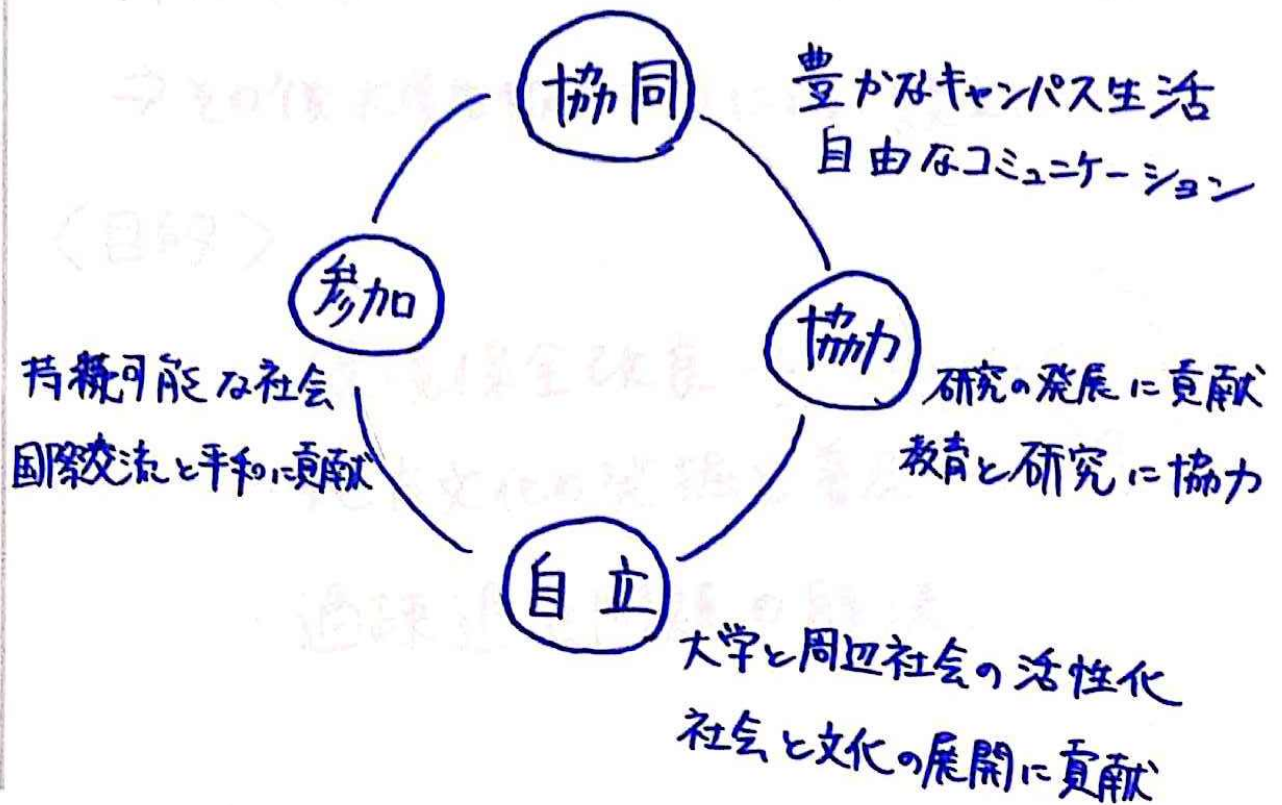 協同
豊かなキャンパス生活
自由なコミュニケーション
参加
持続可能な社会
国際交流と平和に貢献
協力
研究の発展に貢献
教育と研究に協力
自立
大学と周辺社会の活性化
社会と文化の展開に貢献